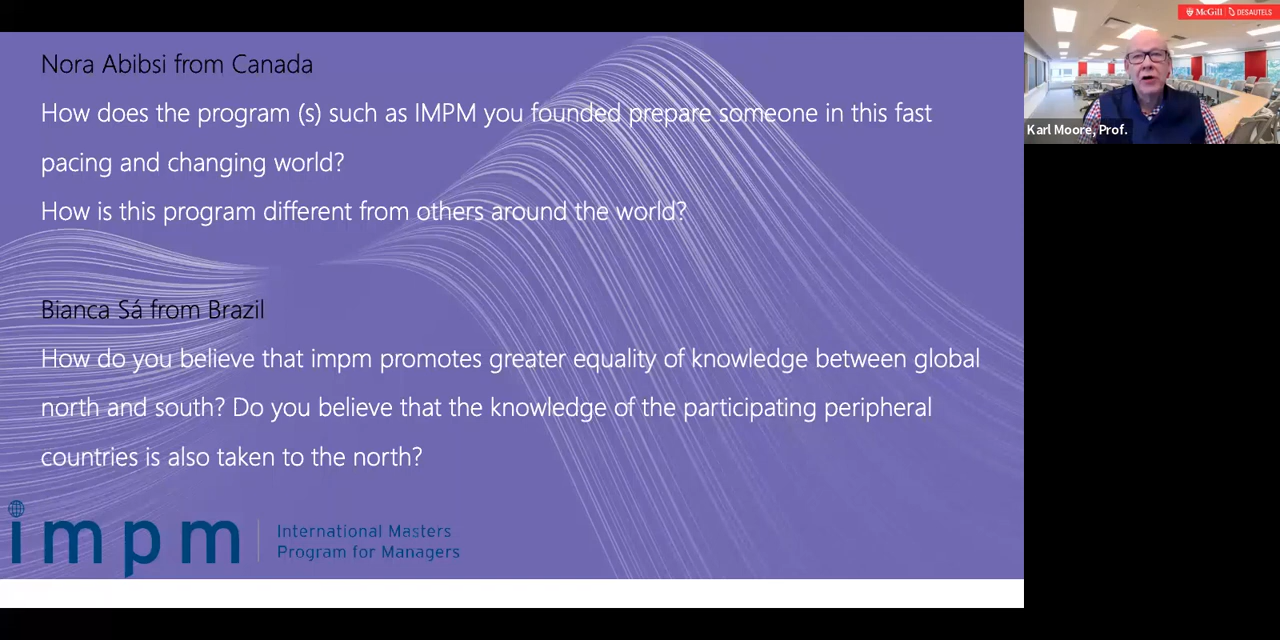 Nora Abibsi from Canada
How does the program (s) such as IMPM you founded prepare someone in this fast
pacing and changing world?
How is this program different from others around the world?
Bianca Sá from Brazil
How do you believe that impm promotes greater equality of knowledge between global
north and south? Do you believe that the knowledge of the participating peripheral
countries is also taken to the north?
impm
International Masters
Program for Managers
McGill DESAUTELS
Karl Moore, Prof.